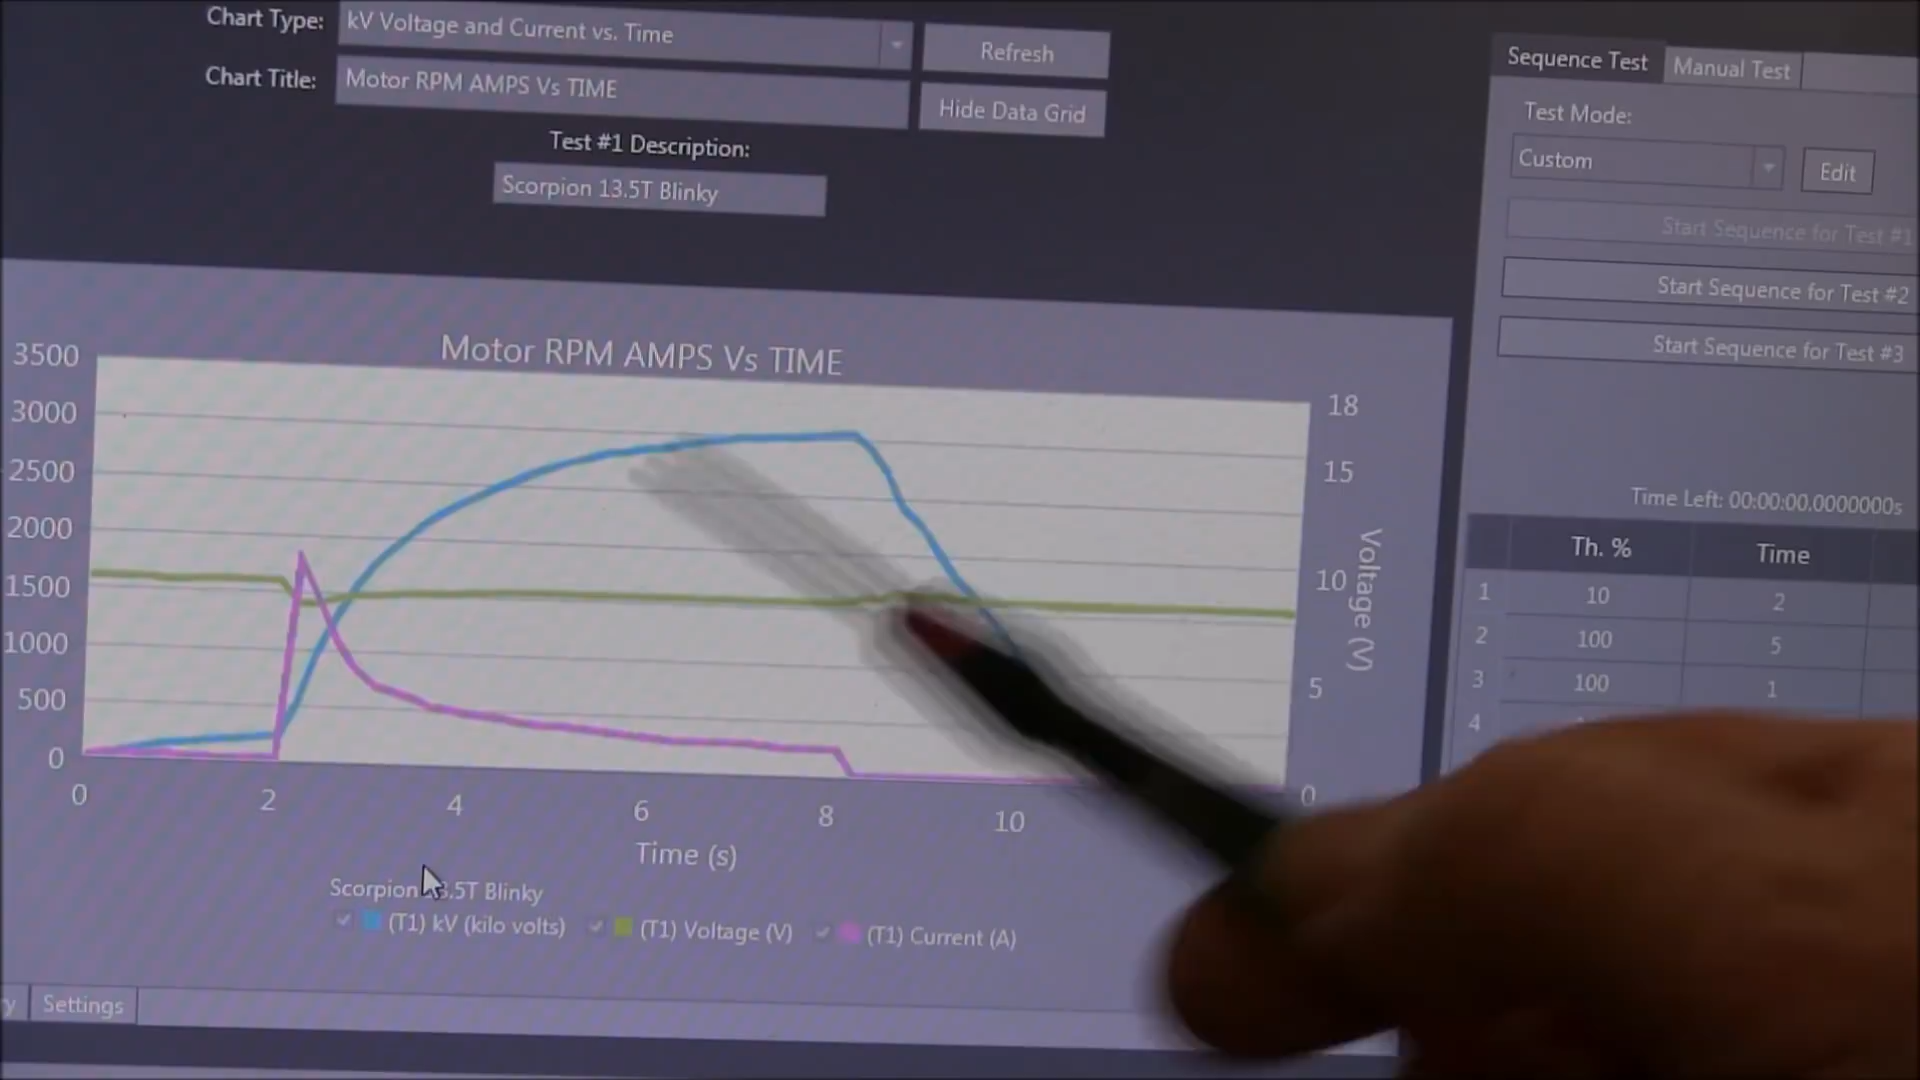 Chart Type: kV Voltage and Current vs. Time
Refresh
Chart Title: Motor RPM AMPS Vs TIME
Hide Data Grid
Test #1 Description:
Scorpion 13.5T Blinky
Sequence Test
Manual Test
Test Mode:
Custom
Edit
Start Sequence for Test #1
Start Sequence for Test #2
Start Sequence for Test #3
Motor RPM AMPS Vs TIME
3500
3000
2500
2000
1500
1000
500
0
18
15
10
5
0
Voltage (V)
0 2 4 6 8 10
Time (s)
Scorpion 3.5T Blinky
(T1) kV (kilo volts)
(T1) Voltage (V)
(T1) Current (A)
Time Left: 00:00:00.0000000s
Th. % Time
1 10 2
2 100 5
3 100 1
4
y
Settings